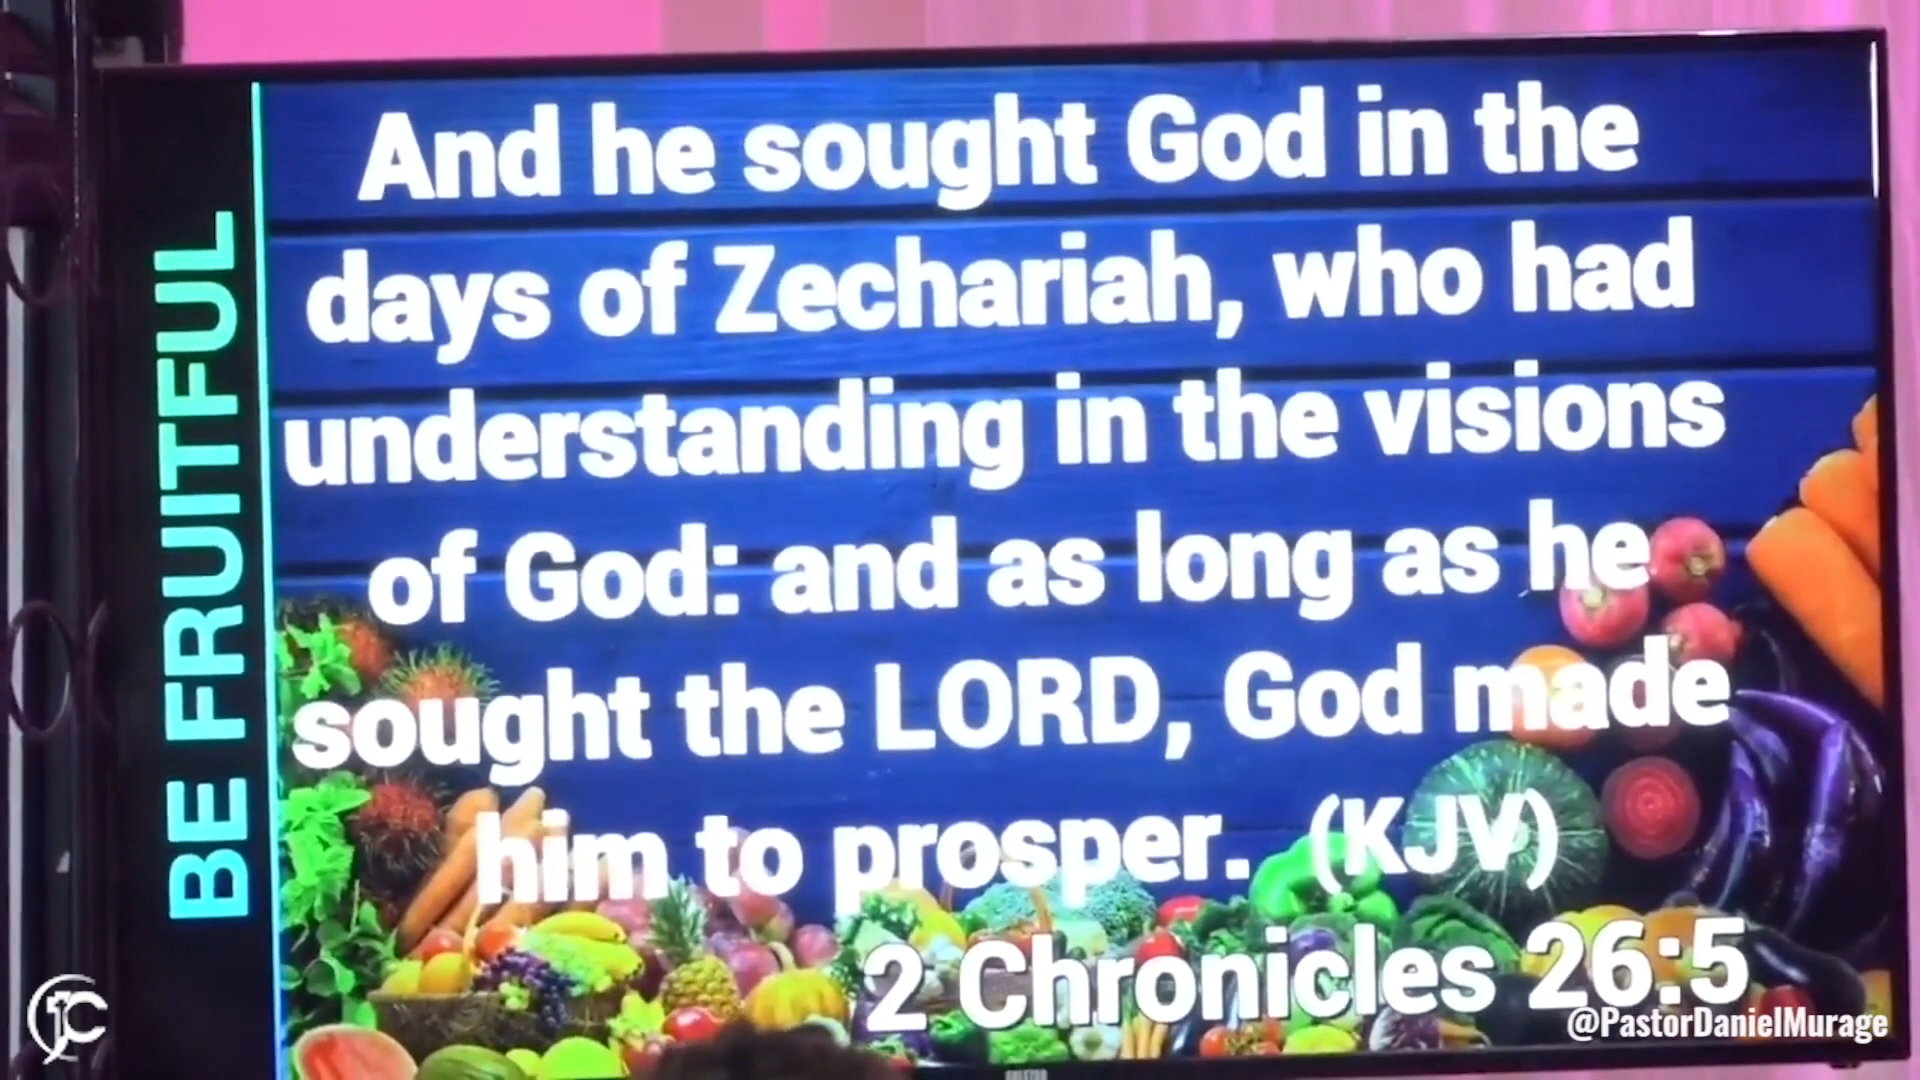 BE FRUITFUL
And he sought God in the
days of Zechariah, who had
understanding in the visions
of God: and as long as he
sought the LORD, God made
him to prosper. (KJV)
2 Chronicles 26:5
@PastorDanielMurage